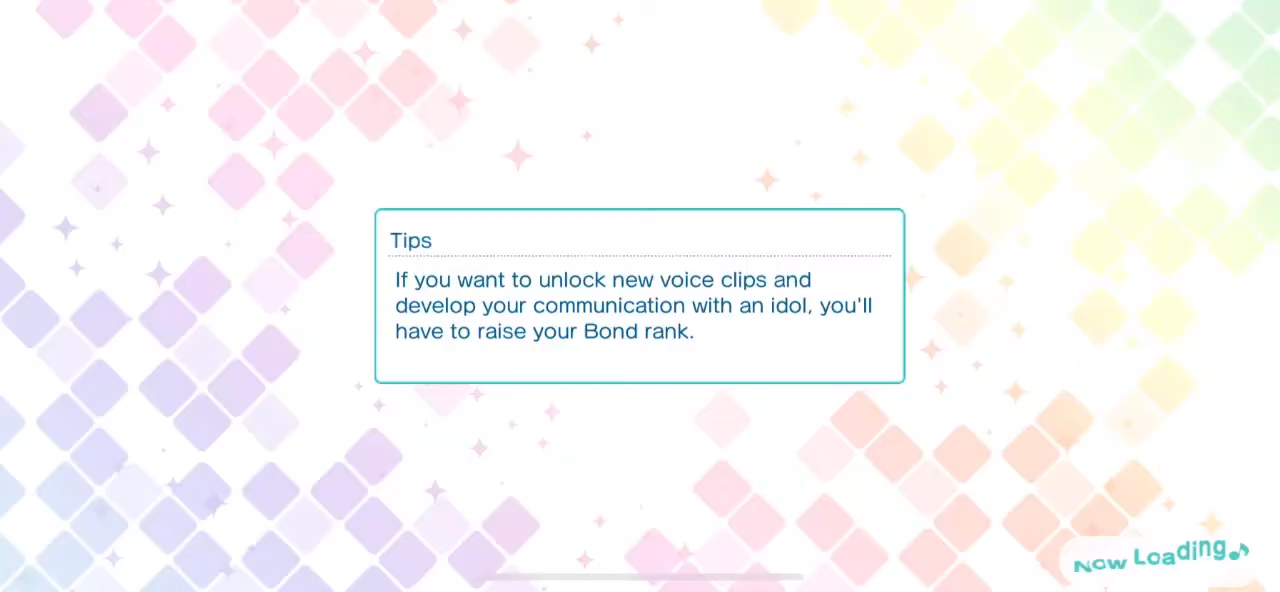 Tips
If you want to unlock new voice clips and
develop your communication with an idol, you'll
have to raise your Bond rank.
Now Loading♪